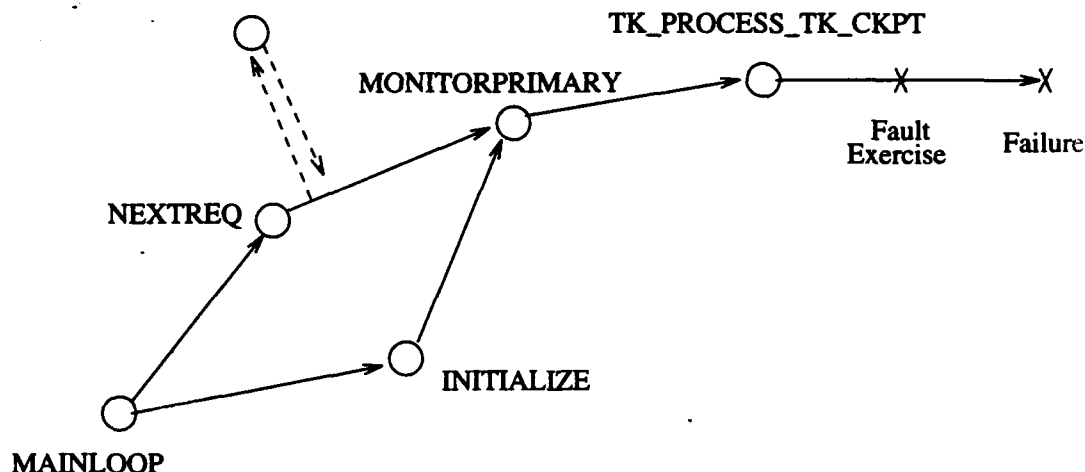 TK_PROCESS_TK_CKPT
MONITORPRIMARY
Fault
Exercise
Failure
NEXTREQ
INITIALIZE
MAINLOOP